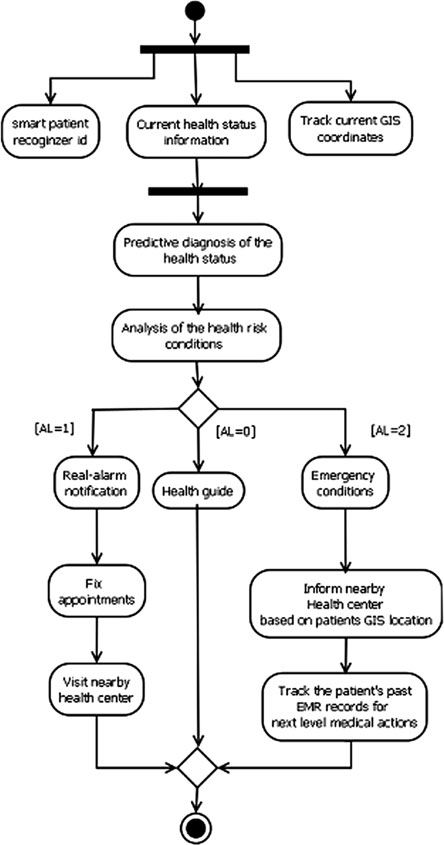 smart patient
recoginzer id
Current health status
information
Track current GIS
coordinates
Predictive diagnosis of the
health status
Analysis of the health risk
conditions
[AL=1]
[AL=0]
[AL=2]
Real-alarm
notification
Health guide
Emergency
conditions
Fix
appointments
Inform nearby
Health center
based on patients GIS location
Visit nearby
health center
Track the patient's past
EMR records for
next level medical actions